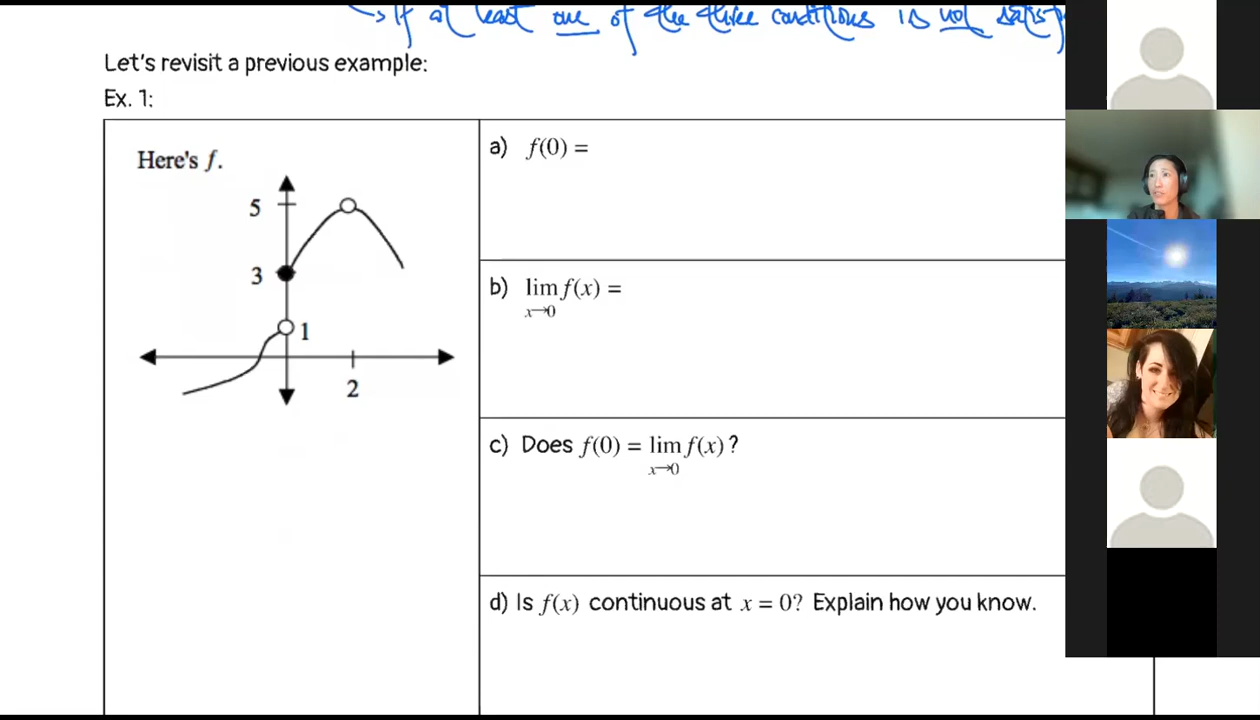 → If at least one of the three conditions is not
Let's revisit a previous example:
Ex. 1:
Here's f.
5
3
1
2
a) f(0) =
b) lim f(x) =
x→0
c) Does f(0) = lim f(x)?
x→0
d) Is f(x) continuous at x = 0? Explain how you know.